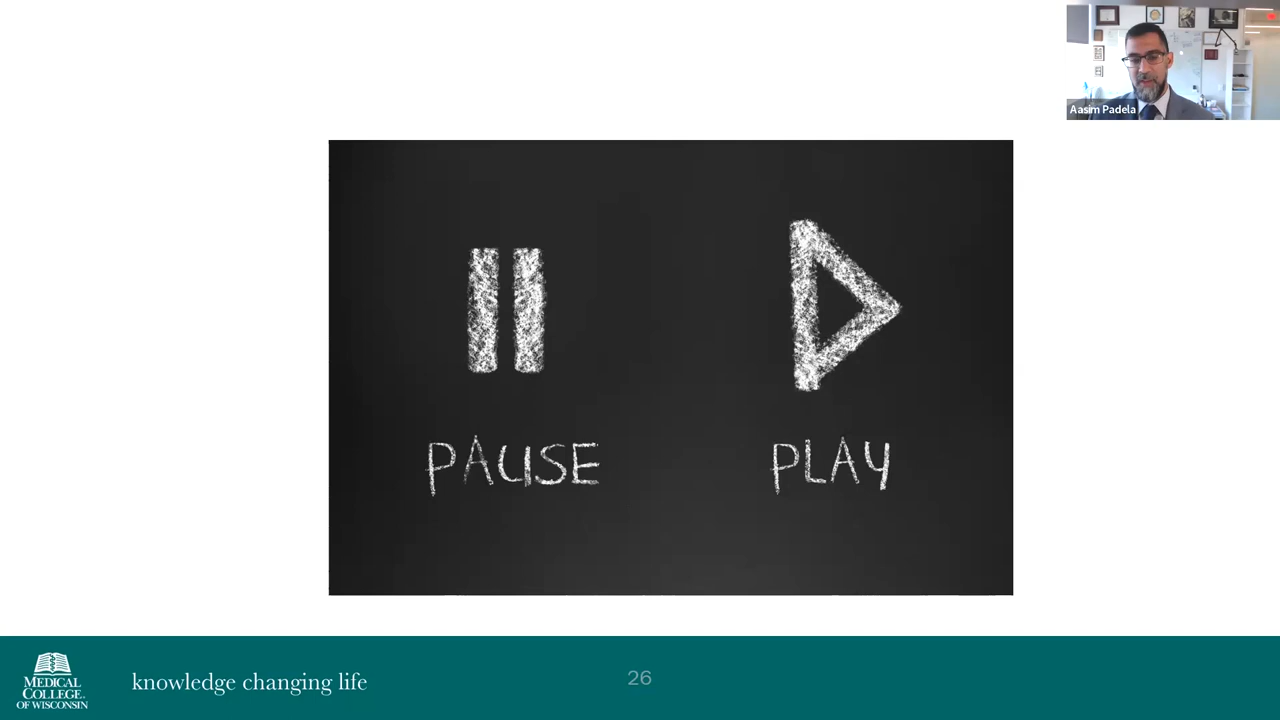 Aasim Padela
PAUSE PLAY
MEDICAL
COLLEGE
OF WISCONSIN
knowledge changing life
26